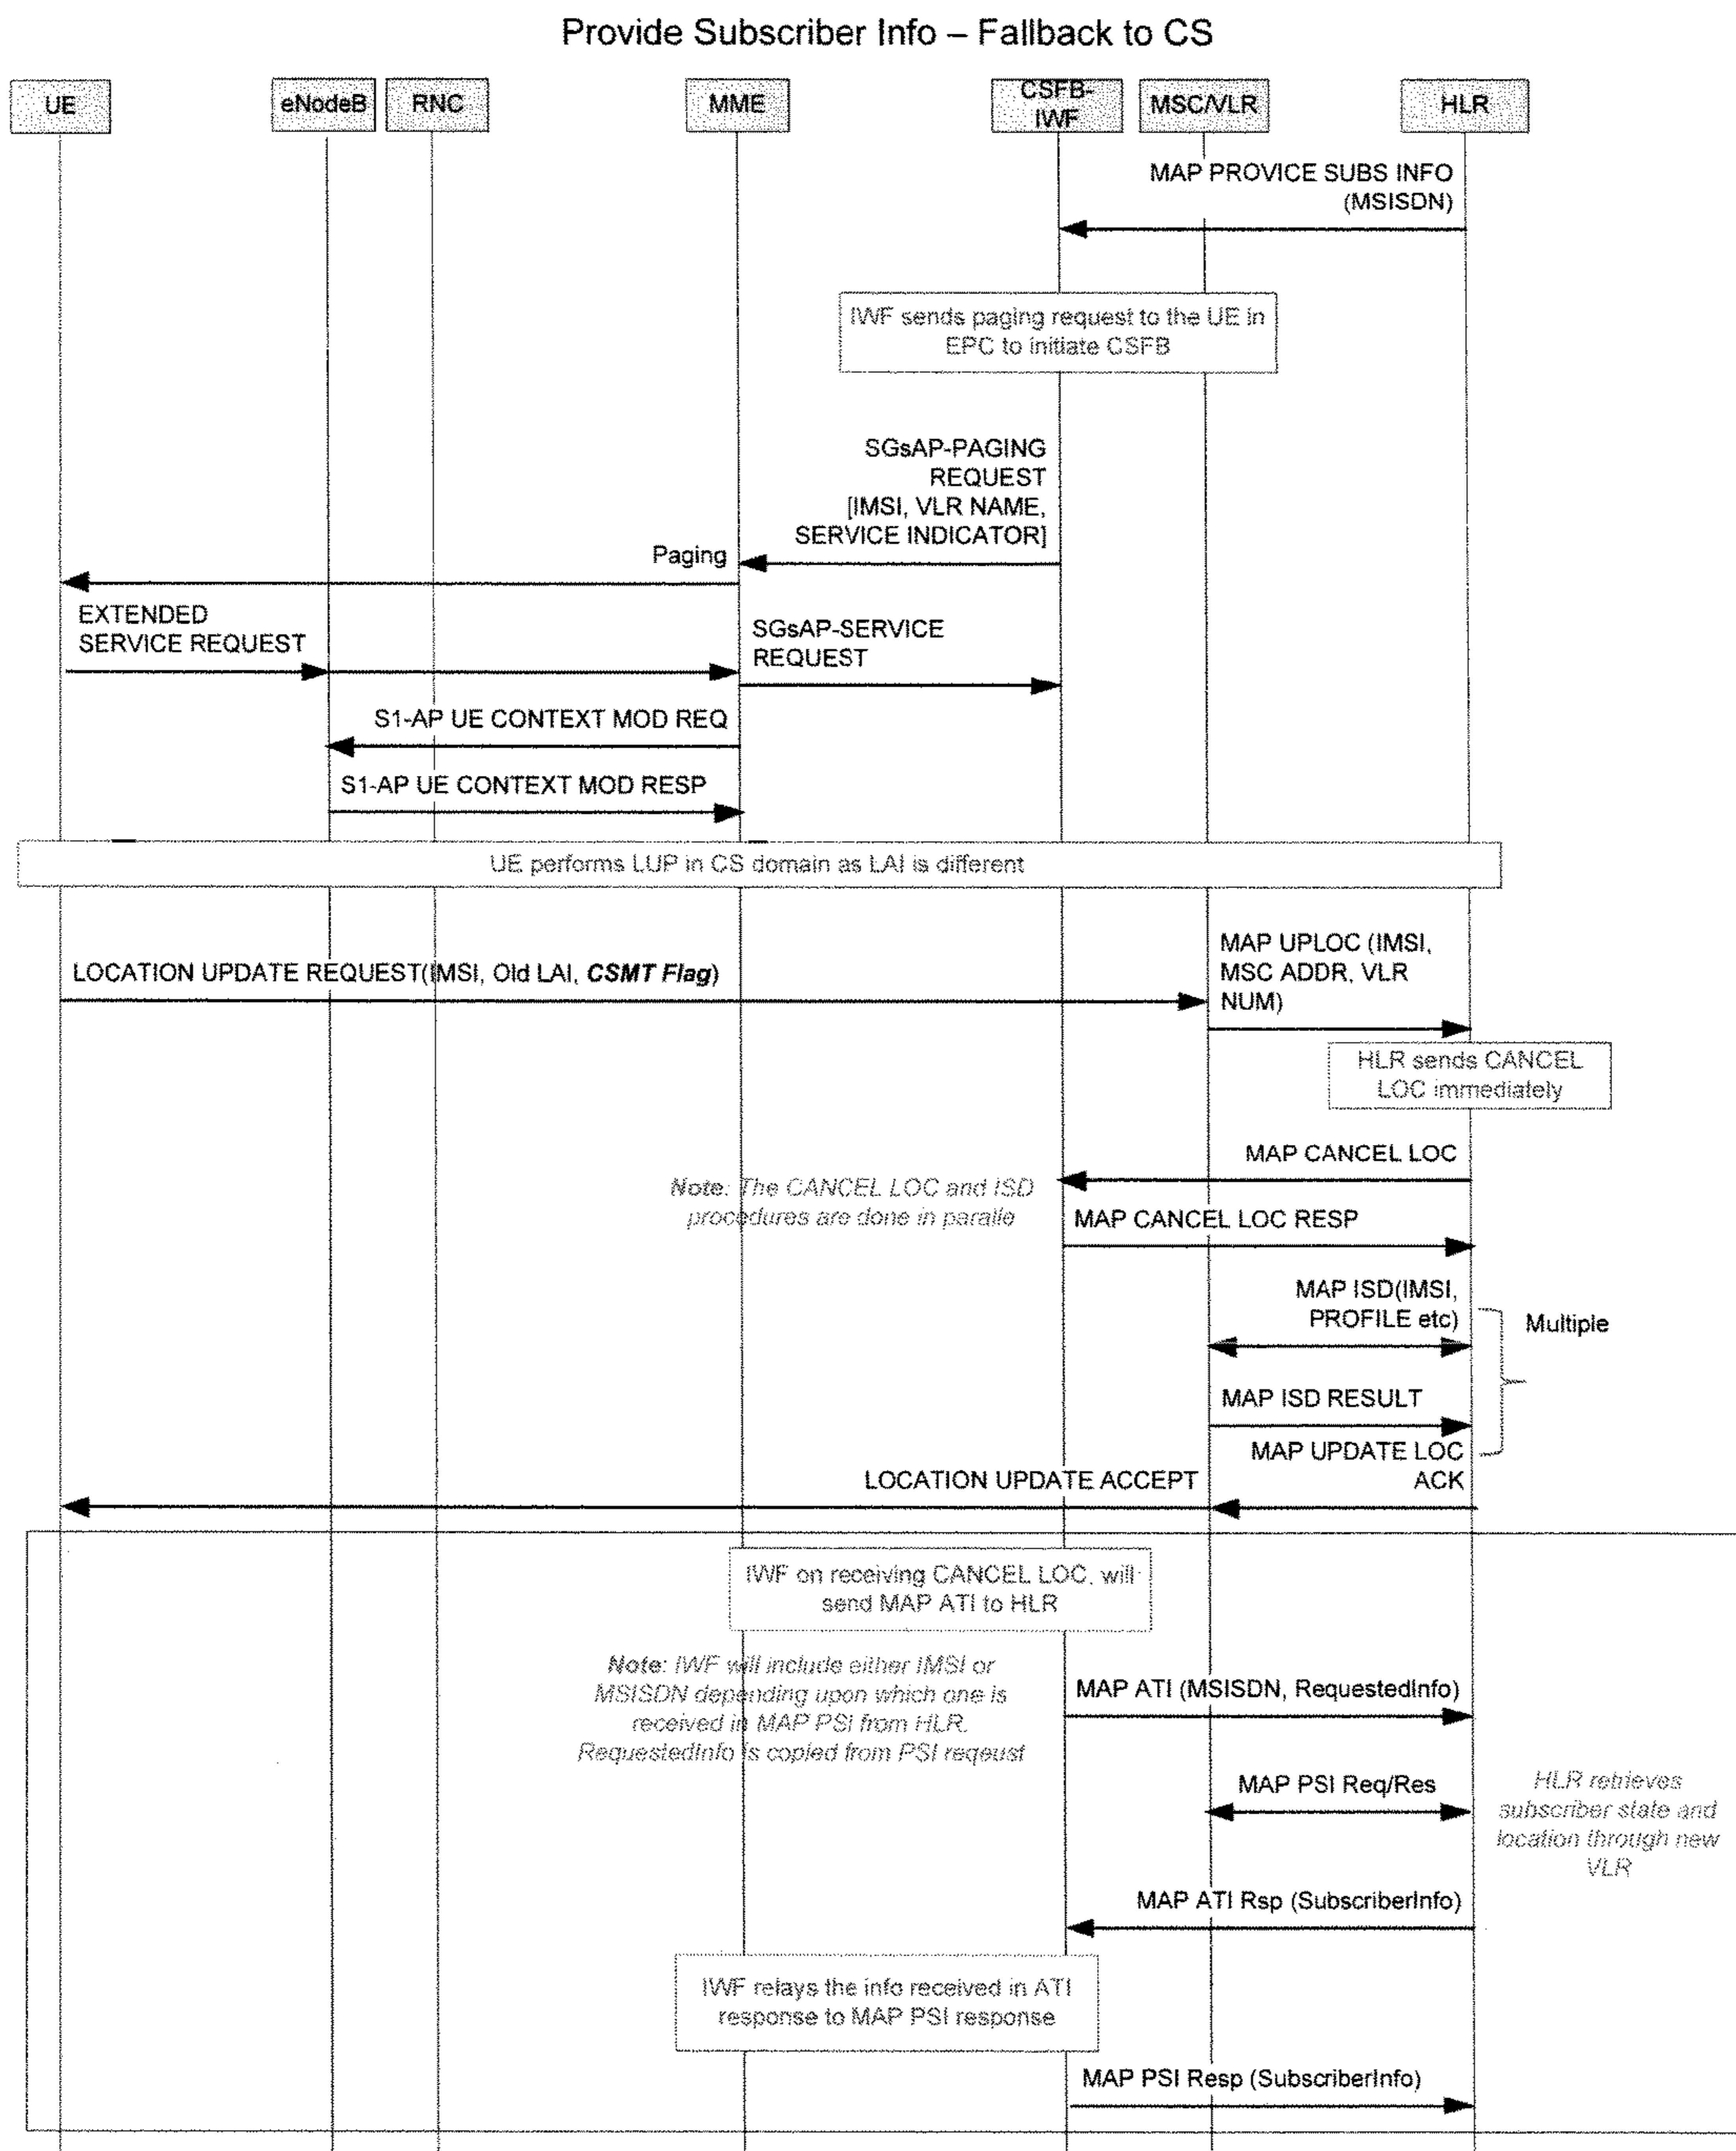 Provide Subscriber Info – Fallback to CS
UE
eNodeB
RNC
MME
CSFB-
IWF
MSC/VLR
HLR
MAP PROVICE SUBS INFO
(MSISDN)
IWF sends paging request to the UE in
EPC to initiate CSFB
SGsAP-PAGING
REQUEST
[IMSI, VLR NAME,
SERVICE INDICATOR]
Paging
EXTENDED
SERVICE REQUEST
SGsAP-SERVICE
REQUEST
S1-AP UE CONTEXT MOD REQ
S1-AP UE CONTEXT MOD RESP
UE performs LUP in CS domain as LAI is different
LOCATION UPDATE REQUEST(IMSI, Old LAI, CSMT Flag)
MAP UPLOC (IMSI,
MSC ADDR, VLR
NUM)
HLR sends CANCEL
LOC immediately
MAP CANCEL LOC
Note: The CANCEL LOC and ISD
procedures are done in paralle
MAP CANCEL LOC RESP
MAP ISD(IMSI,
PROFILE etc)
Multiple
MAP ISD RESULT
MAP UPDATE LOC
ACK
LOCATION UPDATE ACCEPT
IWF on receiving CANCEL LOC, will
send MAP ATI to HLR
Note: IWF will include either IMSI or
MSISDN depending upon which one is
received in MAP PSI from HLR.
RequestedInfo is copied from PSI reqeust
MAP ATI (MSISDN, RequestedInfo)
MAP PSI Req/Res
HLR retrieves
subscriber state and
location through new
VLR
MAP ATI Rsp (SubscriberInfo)
IWF relays the info received in ATI
response to MAP PSI response
MAP PSI Resp (SubscriberInfo)